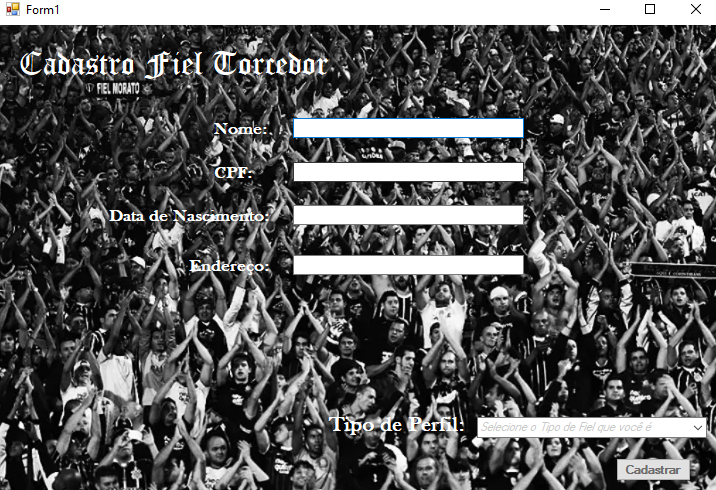 Form1
Cadastro Fiel Torcedor
FIEL MORATO
Nome:
CPF:
Data de Nascimento:
Endereço:
Tipo de Perfil: Selecione o Tipo de Fiel que você é
Cadastrar